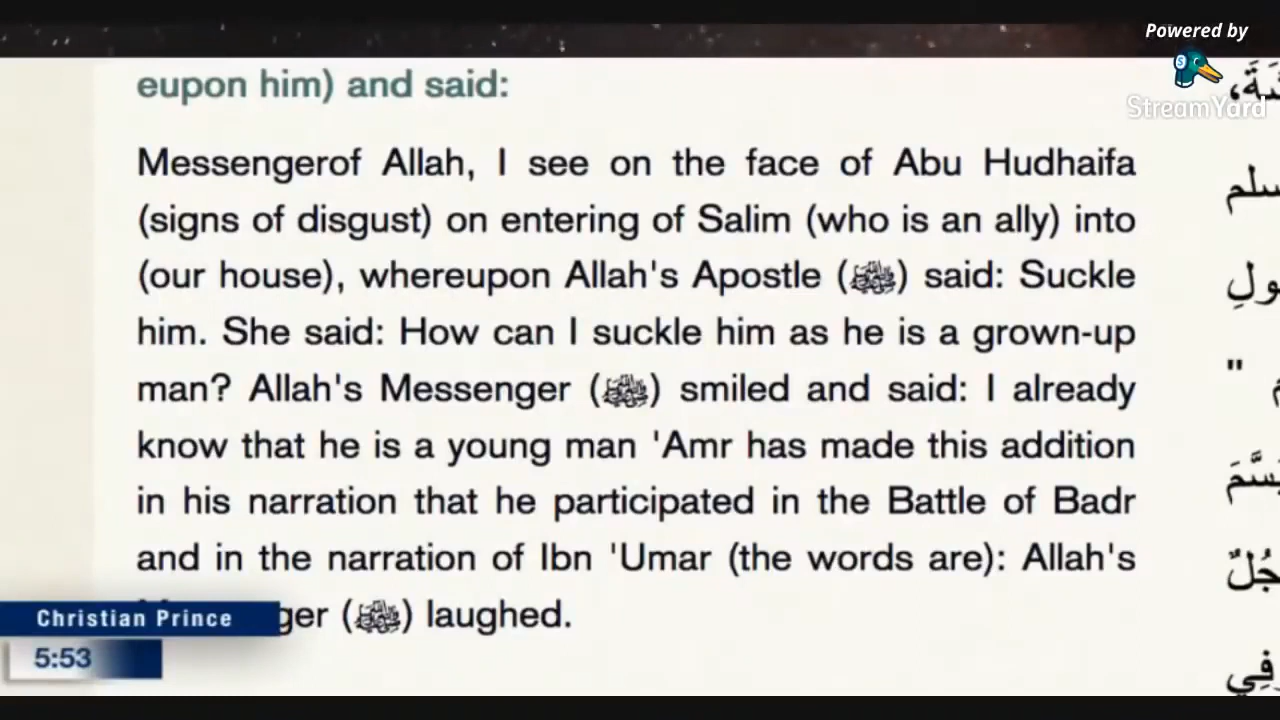 Powered by
StreamYard
eupon him) and said:
Messengerof Allah, I see on the face of Abu Hudhaifa
(signs of disgust) on entering of Salim (who is an ally) into
(our house), whereupon Allah's Apostle (ﷺ) said: Suckle
him. She said: How can I suckle him as he is a grown-up
man? Allah's Messenger (ﷺ) smiled and said: I already
know that he is a young man 'Amr has made this addition
in his narration that he participated in the Battle of Badr
and in the narration of Ibn 'Umar (the words are): Allah's
ger (ﷺ) laughed.
Christian Prince
5:53